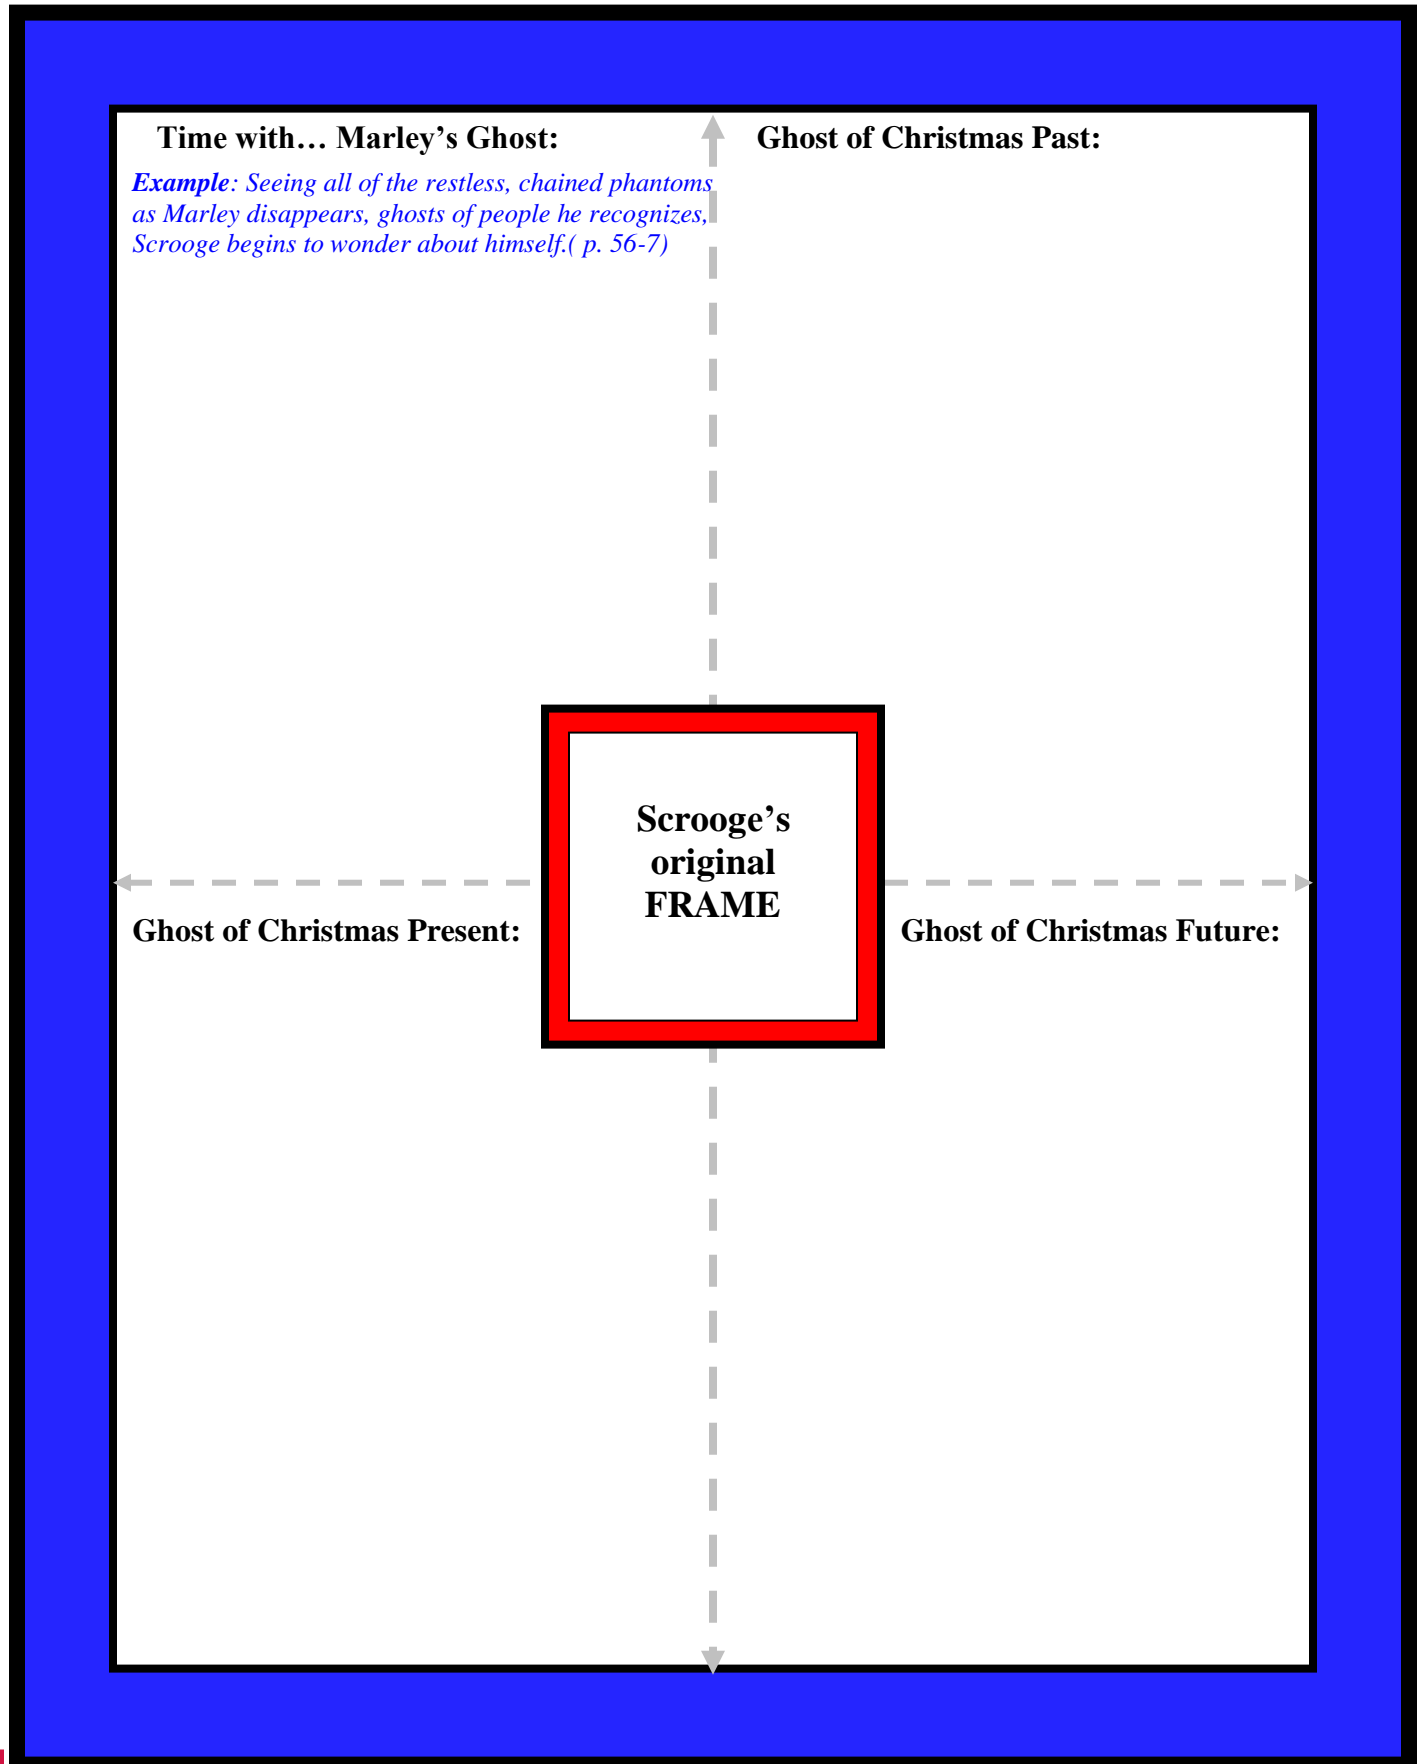 Time with… Marley’s Ghost:
Example: Seeing all of the restless, chained phantoms
as Marley disappears, ghosts of people he recognizes,
Scrooge begins to wonder about himself.( p. 56-7)
Ghost of Christmas Past:
Scrooge’s
original
FRAME
Ghost of Christmas Present:
Ghost of Christmas Future: